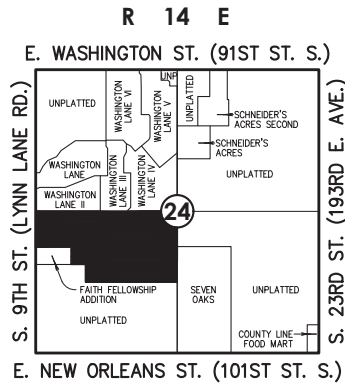 R 14 E
E. WASHINGTON ST. (91ST ST. S.)
S. 9TH ST. (LYNN LANE RD.)
UNPLATTED
WASHINGTON
LANE VI
WASHINGTON
LANE V
UNP
UNPLATTED
SCHNEIDER'S
ACRES SECOND
SCHNEIDER'S
ACRES
UNPLATTED
WASHINGTON
LANE
WASHINGTON
LANE II
WASHINGTON
LANE III
WASHINGTON
LANE IV
24
FAITH FELLOWSHIP
ADDITION
UNPLATTED
SEVEN
OAKS
UNPLATTED
COUNTY LINE
FOOD MART
S. 23RD ST. (193RD E. AVE.)
E. NEW ORLEANS ST. (101ST ST. S.)